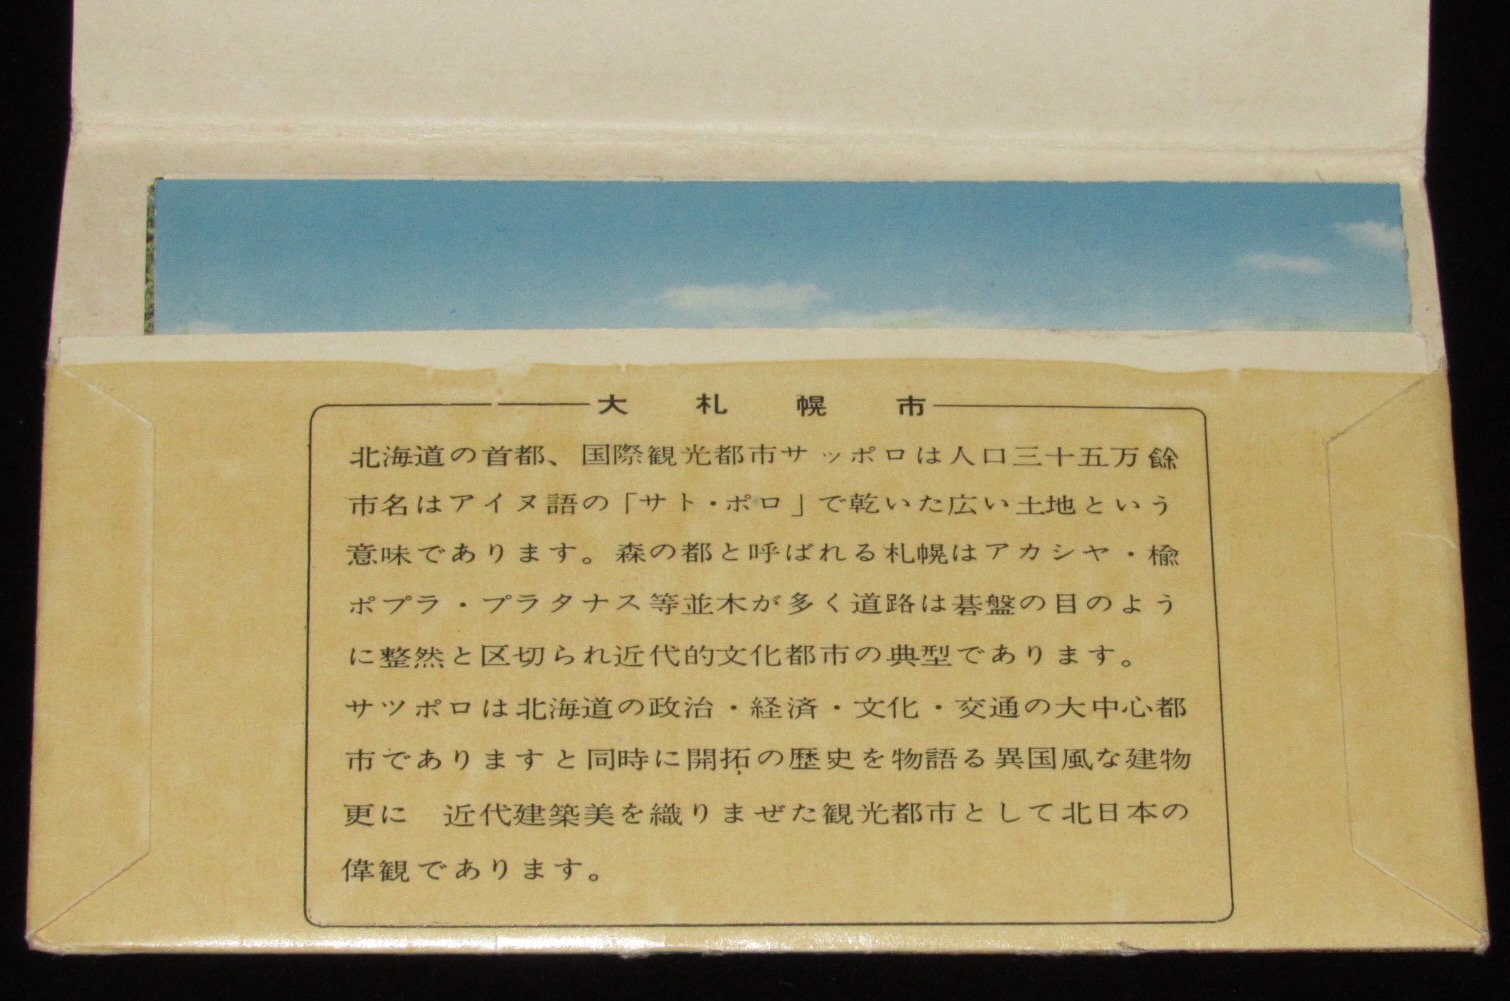 大札幌市
北海道の首都、国際観光都市サッポロは人口三十五万餘
市名はアイヌ語の「サト・ポロ」で乾いた広い土地という
意味であります。森の都と呼ばれる札幌はアカシヤ・楡
ポプラ・プラタナス等並木が多く道路は碁盤の目のよう
に整然と区切られ近代的文化都市の典型であります。
サツポロは北海道の政治・経済・文化・交通の大中心都
市でありますと同時に開拓の歴史を物語る異国風な建物
更に　近代建築美を織りまぜた観光都市として北日本の
偉観であります。